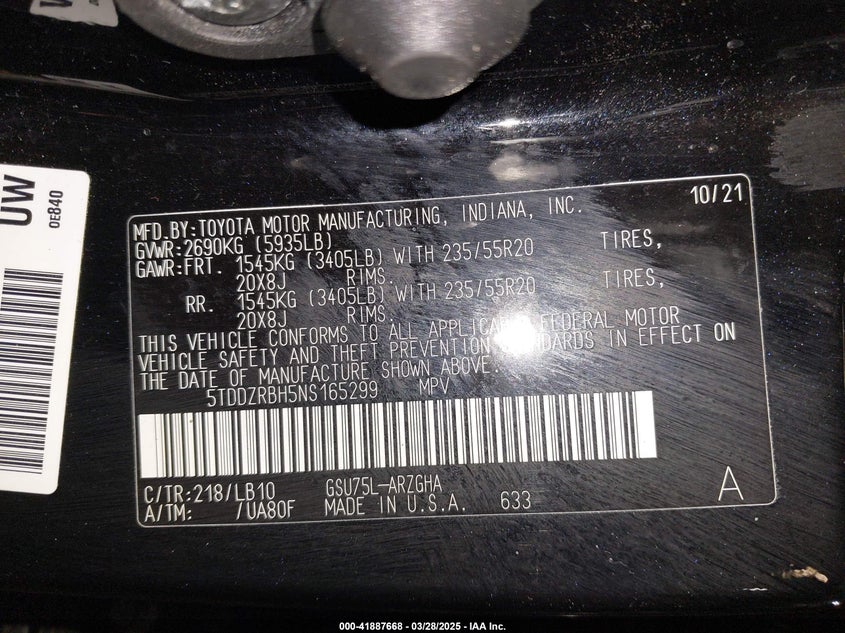 UW
0E840
10/21
MFD.BY:TOYOTA MOTOR MANUFACTURING, INDIANA, INC.
GVWR:2690KG (5935LB)
GAWR:FRT. 1545KG (3405LB) WITH 235/55R20 TIRES,
20X8J RIMS.
RR. 1545KG (3405LB) WITH 235/55R20 TIRES,
20X8J RIMS.
THIS VEHICLE CONFORMS TO ALL FEDERAL MOTOR
VEHICLE SAFETY AND THEFT PREVENTION IN EFFECT ON
THE DATE OF MANUFACTURE SHOWN ABOVE.
5TDDZRBH5NS165299 MPV
C/TR:218/LB10 GSU75L-ARZGHA
A/TM: /UA80F MADE IN U.S.A. 633
A
000-41887668 - 03/28/2025 - IAA Inc.